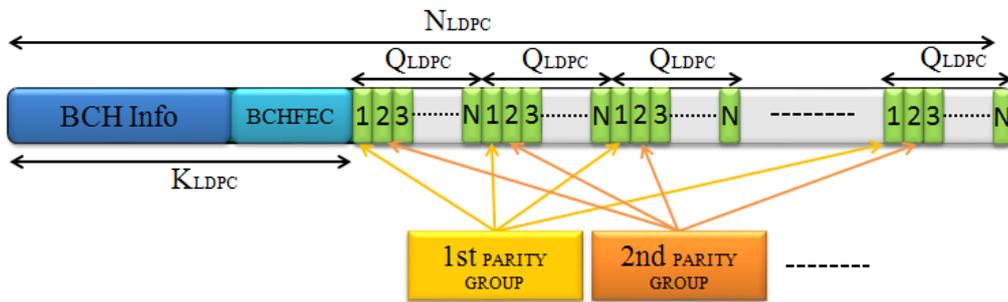 NLDPC
QLDPC QLDPC QLDPC QLDPC
BCH Info BCHFEC 1 2 3 ........ N 1 2 3 ........ N 1 2 3 ........ N --------- 1 2 3 ........ N
KLDPC
1st PARITY GROUP
2nd PARITY GROUP
---------